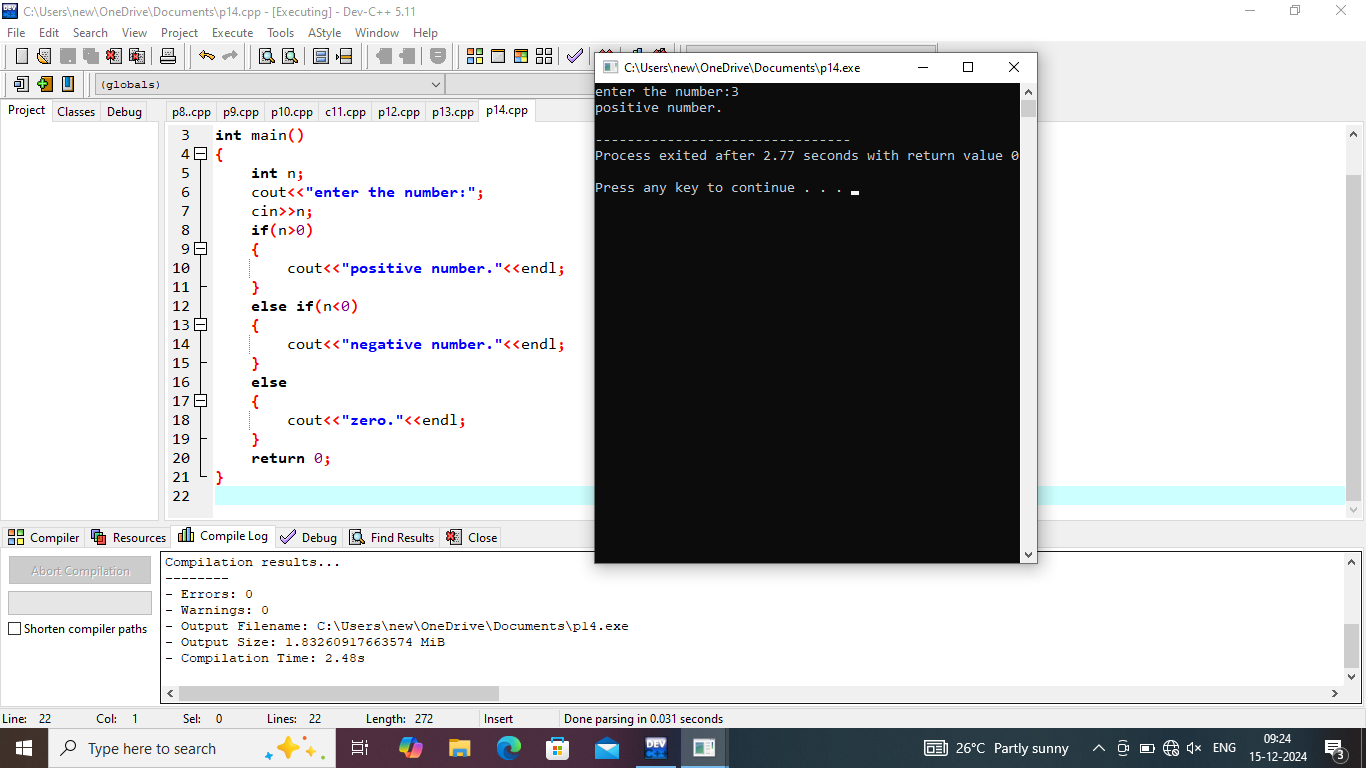 C:\Users\new\OneDrive\Documents\p14.cpp - [Executing] - Dev-C++ 5.11
File Edit Search View Project Execute Tools AStyle Window Help
(globals)
Project Classes Debug
p8..cpp p9.cpp p10.cpp c11.cpp p12.cpp p13.cpp p14.cpp
3 int main()
4 {
5 int n;
6 cout<<"enter the number:";
7 cin>>n;
8 if(n>0)
9 {
10 cout<<"positive number."<<endl;
11 }
12 else if(n<0)
13 {
14 cout<<"negative number."<<endl;
15 }
16 else
17 {
18 cout<<"zero."<<endl;
19 }
20 return 0;
21 }
22
C:\Users\new\OneDrive\Documents\p14.exe
enter the number:3
positive number.
--------------------------------
Process exited after 2.77 seconds with return value 0
Press any key to continue . . .
Compiler Resources Compile Log Debug Find Results Close
Abort Compilation
Shorten compiler paths
Compilation results...
--------
- Errors: 0
- Warnings: 0
- Output Filename: C:\Users\new\OneDrive\Documents\p14.exe
- Output Size: 1.83260917663574 MiB
- Compilation Time: 2.48s
Line: 22 Col: 1 Sel: 0 Lines: 22 Length: 272 Insert Done parsing in 0.031 seconds
Type here to search
DEV
26°C Partly sunny
ENG
09:24
15-12-2024
3